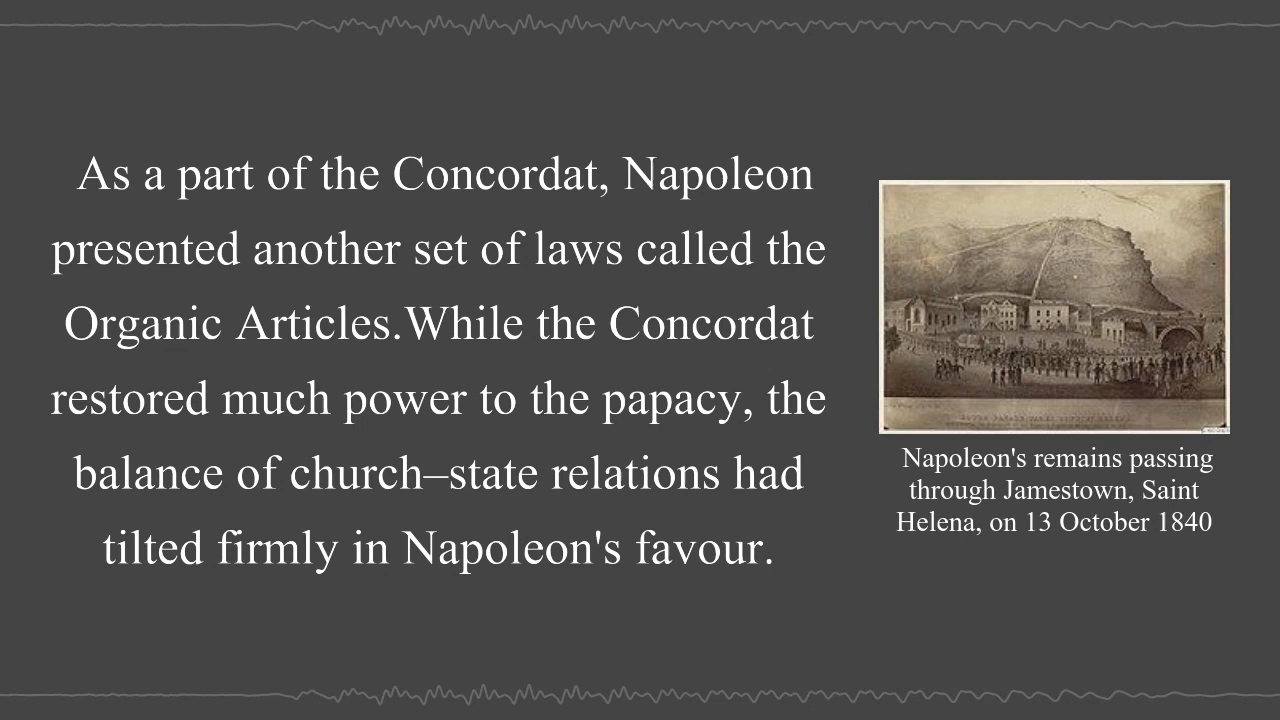 As a part of the Concordat, Napoleon
presented another set of laws called the
Organic Articles.While the Concordat
restored much power to the papacy, the
balance of church–state relations had
tilted firmly in Napoleon's favour.
Napoleon's remains passing
through Jamestown, Saint
Helena, on 13 October 1840